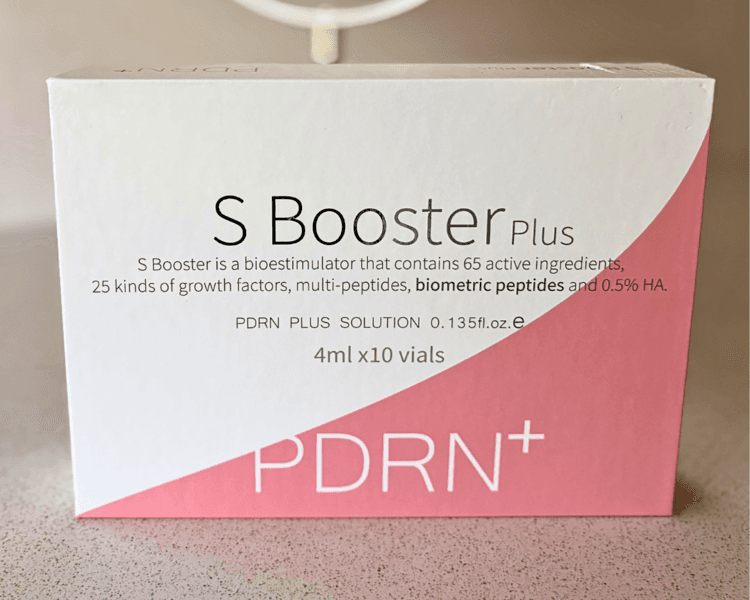 PDRN+
S Booster Plus
S Booster is a bioestimulator that contains 65 active ingredients,
25 kinds of growth factors, multi-peptides, biometric peptides and 0.5% HA.
PDRN PLUS SOLUTION 0.135fl.oz.e
4ml x10 vials
PDRN+